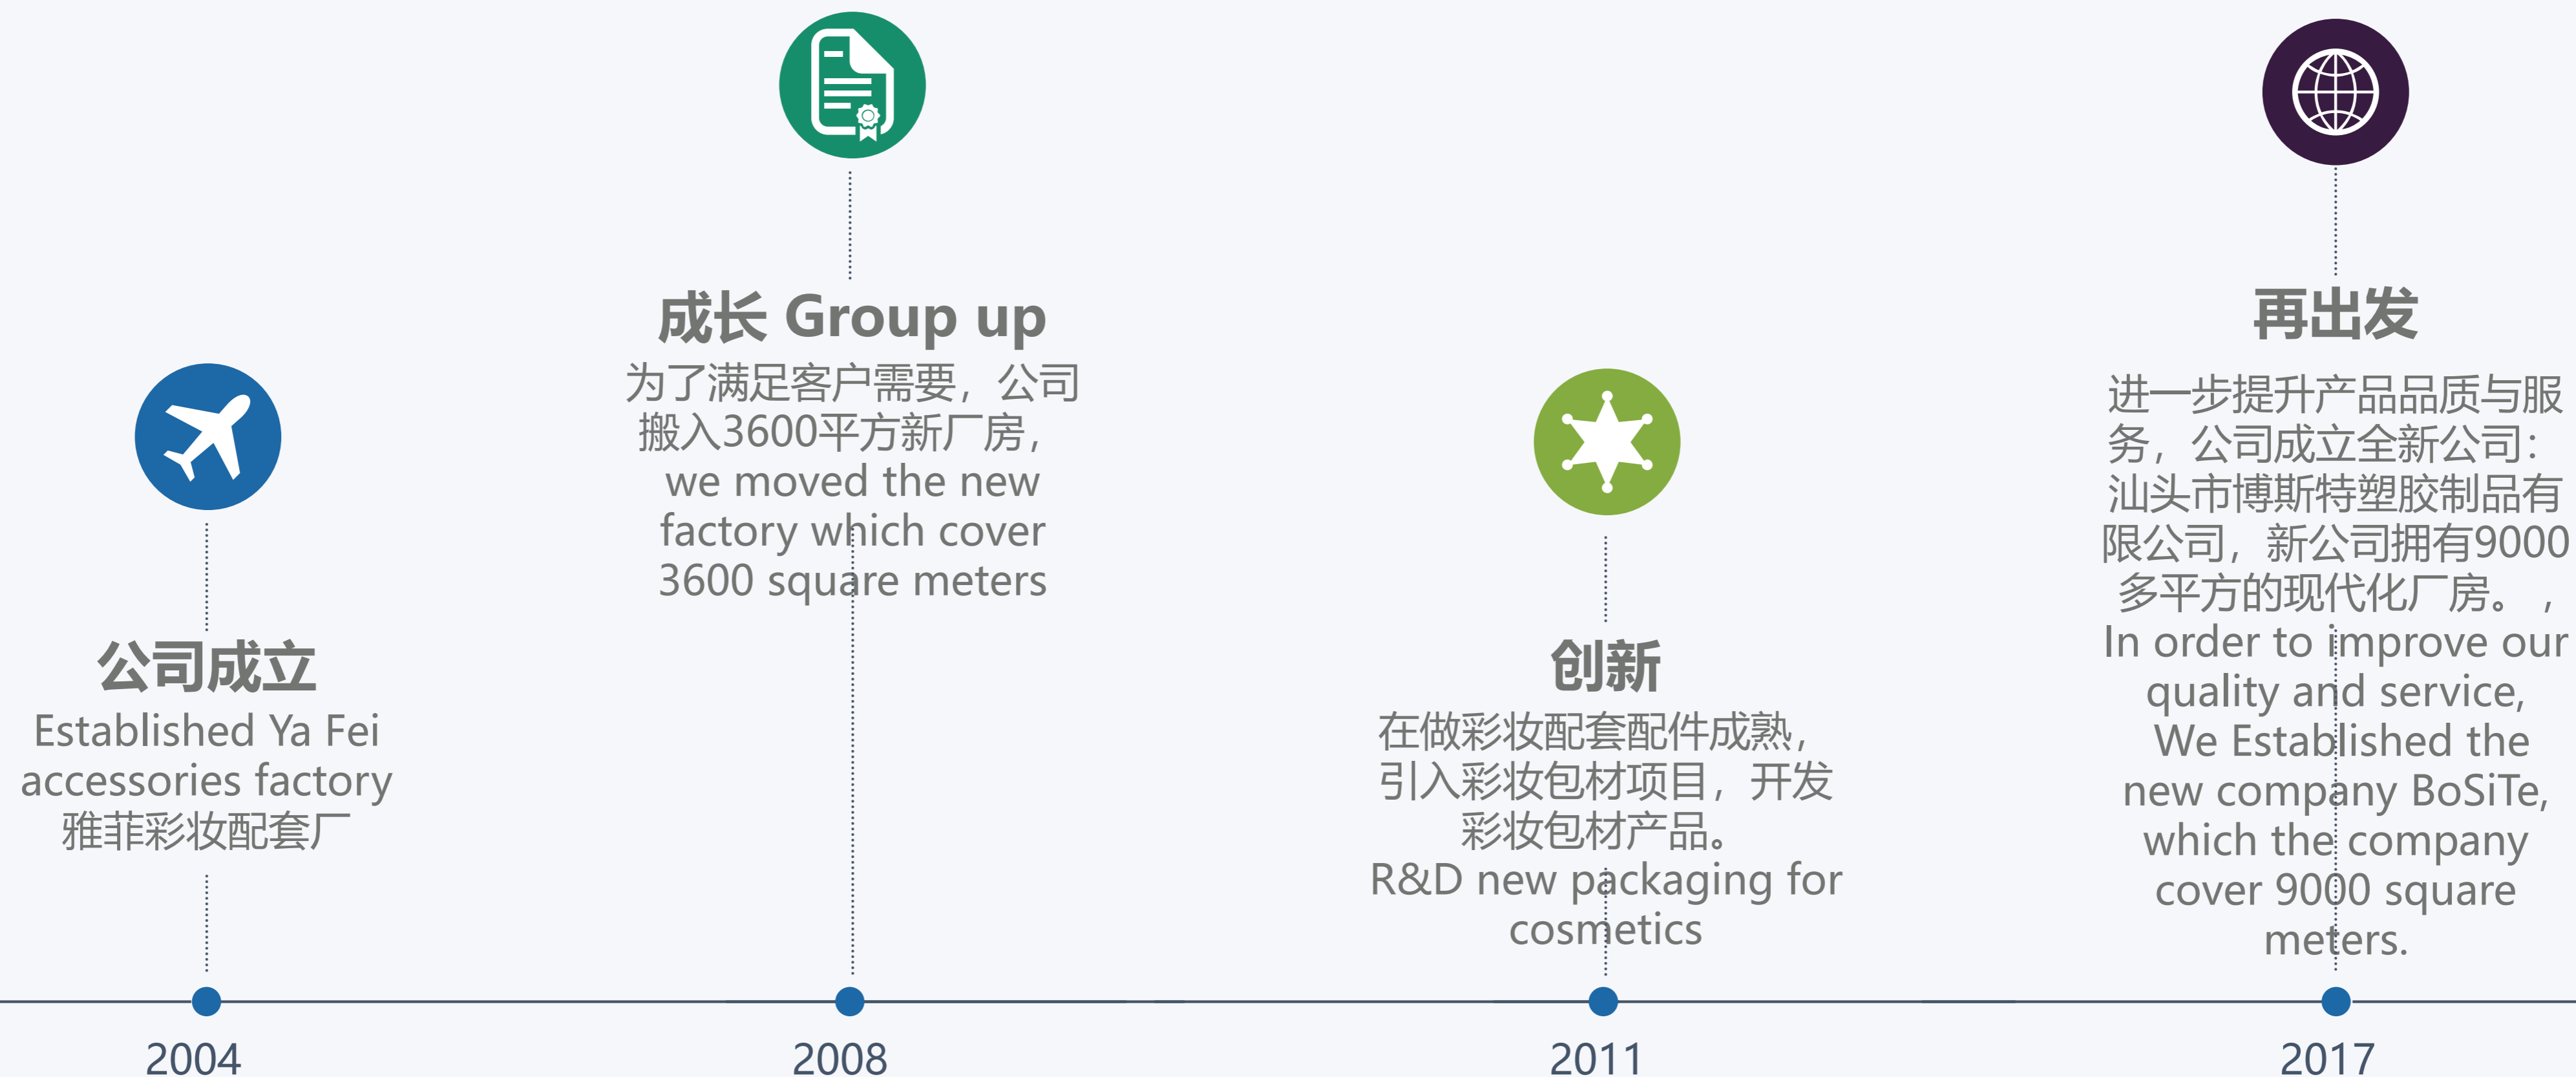 公司成立
Established Ya Fei
accessories factory
雅菲彩妆配套厂
2004
成长 Group up
为了满足客户需要，公司
搬入3600平方新厂房，
we moved the new
factory which cover
3600 square meters
2008
创新
在做彩妆配套配件成熟，
引入彩妆包材项目，开发
彩妆包材产品。
R&D new packaging for
cosmetics
2011
再出发
进一步提升产品品质与服
务，公司成立全新公司：
汕头市博斯特塑胶制品有
限公司，新公司拥有9000
多平方的现代化厂房。，
In order to improve our
quality and service,
We Established the
new company BoSiTe,
which the company
cover 9000 square
meters.
2017